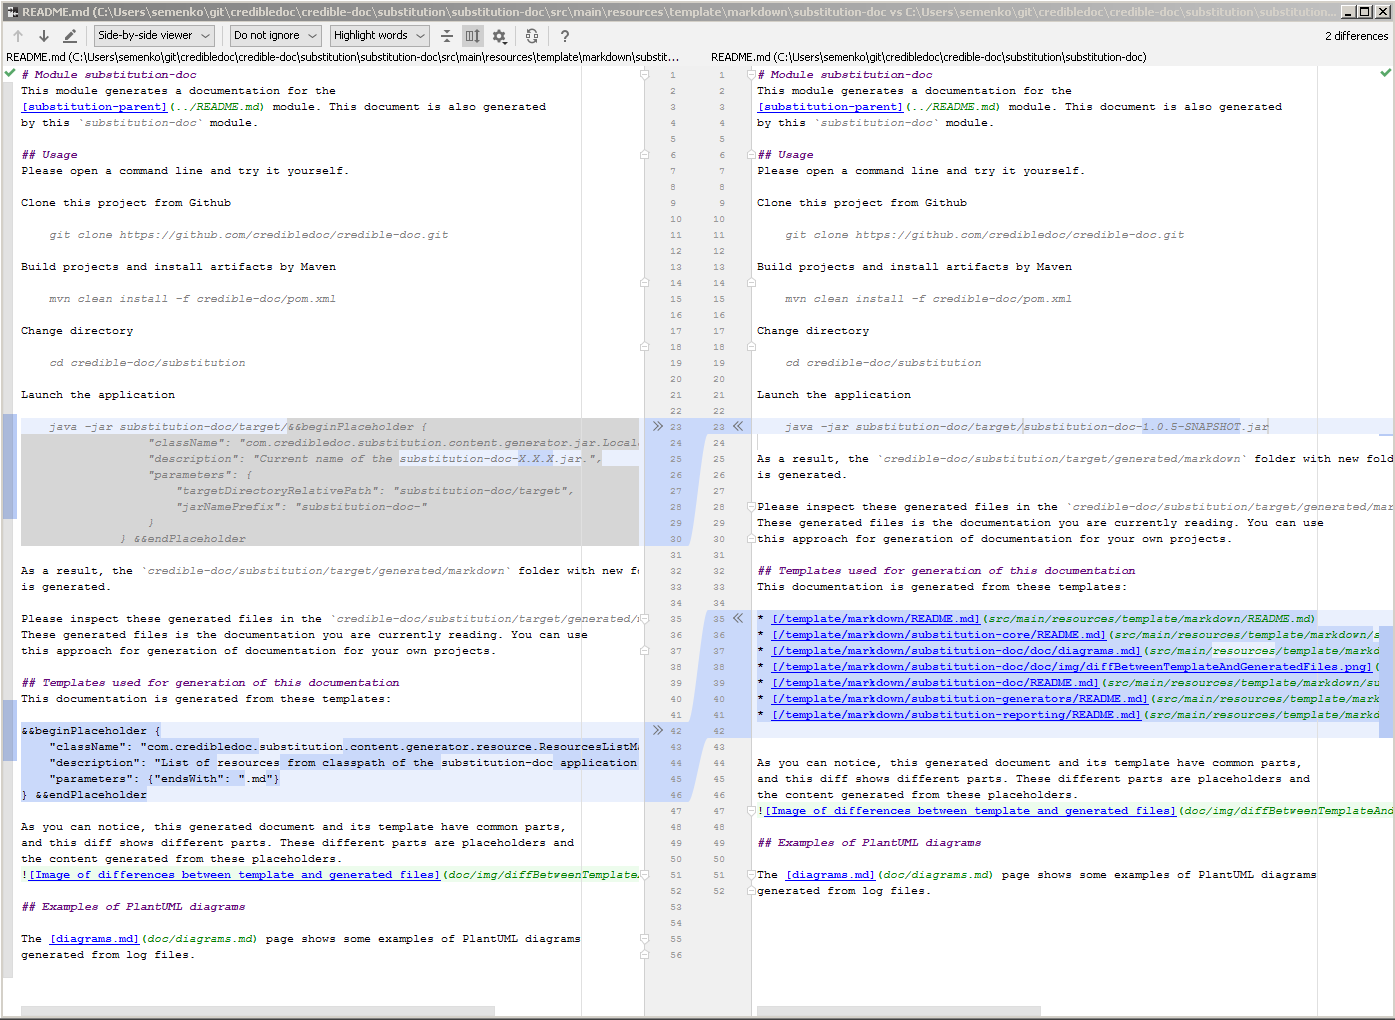 README.md (C:\Users\semenko\git\credibledoc\credible-doc\substitution\substitution-doc\src\main\resources\template\markdown\substitution-doc vs C:\Users\semenko\git\credibledoc\credible-doc\substitution\substitution...
Side-by-side viewer Do not ignore Highlight words ? 2 differences
README.md (C:\Users\semenko\git\credibledoc\credible-doc\substitution\substitution-doc\src\main\resources\template\markdown\substit...
1 # Module substitution-doc
2 This module generates a documentation for the
3 [substitution-parent](../README.md) module. This document is also generated
4 by this `substitution-doc` module.
5
6 ## Usage
7 Please open a command line and try it yourself.
8
9 Clone this project from Github
10
11 git clone https://github.com/credibledoc/credible-doc.git
12
13 Build projects and install artifacts by Maven
14
15 mvn clean install -f credible-doc/pom.xml
16
17 Change directory
18
19 cd credible-doc/substitution
20
21 Launch the application
22
23 java -jar substitution-doc/target/&&beginPlaceholder {
24 "className": "com.credibledoc.substitution.content.generator.jar.Local
25 "description": "Current name of the substitution-doc-X.X.X.jar.",
26 "parameters": {
27 "targetDirectoryRelativePath": "substitution-doc/target",
28 "jarNamePrefix": "substitution-doc-"
29 }
30 } &&endPlaceholder
31
32 As a result, the `credible-doc/substitution/target/generated/markdown` folder with new f
33 is generated.
34
35 Please inspect these generated files in the `credible-doc/substitution/target/generated/
36 These generated files is the documentation you are currently reading. You can use
37 this approach for generation of documentation for your own projects.
38
39 ## Templates used for generation of this documentation
40 This documentation is generated from these templates:
41
42 &&beginPlaceholder {
43 "className": "com.credibledoc.substitution.content.generator.resource.ResourcesListMa
44 "description": "List of resources from classpath of the substitution-doc application
45 "parameters": {"endsWith": ".md"}
46 } &&endPlaceholder
47
48 As you can notice, this generated document and its template have common parts,
49 and this diff shows different parts. These different parts are placeholders and
50 the content generated from these placeholders.
51 ![Image of differences between template and generated files](doc/img/diffBetweenTemplate
52
53 ## Examples of PlantUML diagrams
54
55 The [diagrams.md](doc/diagrams.md) page shows some examples of PlantUML diagrams
56 generated from log files.
README.md (C:\Users\semenko\git\credibledoc\credible-doc\substitution\substitution-doc)
1 # Module substitution-doc
2 This module generates a documentation for the
3 [substitution-parent](../README.md) module. This document is also generated
4 by this `substitution-doc` module.
5
6 ## Usage
7 Please open a command line and try it yourself.
8
9 Clone this project from Github
10
11 git clone https://github.com/credibledoc/credible-doc.git
12
13 Build projects and install artifacts by Maven
14
15 mvn clean install -f credible-doc/pom.xml
16
17 Change directory
18
19 cd credible-doc/substitution
20
21 Launch the application
22
23 java -jar substitution-doc/target/substitution-doc-1.0.5-SNAPSHOT.jar
24
25 As a result, the `credible-doc/substitution/target/generated/markdown` folder with new fold
26 is generated.
27
28 Please inspect these generated files in the `credible-doc/substitution/target/generated/mar
29 These generated files is the documentation you are currently reading. You can use
30 this approach for generation of documentation for your own projects.
31
32 ## Templates used for generation of this documentation
33 This documentation is generated from these templates:
34
35 * [/template/markdown/README.md](src/main/resources/template/markdown/README.md)
36 * [/template/markdown/substitution-core/README.md](src/main/resources/template/markdown/s
37 * [/template/markdown/substitution-doc/doc/diagrams.md](src/main/resources/template/markd
38 * [/template/markdown/substitution-doc/doc/img/diffBetweenTemplateAndGeneratedFiles.png](
39 * [/template/markdown/substitution-doc/README.md](src/main/resources/template/markdown/su
40 * [/template/markdown/substitution-generators/README.md](src/main/resources/template/mark
41 * [/template/markdown/substitution-reporting/README.md](src/main/resources/template/markd
42
43
44 As you can notice, this generated document and its template have common parts,
45 and this diff shows different parts. These different parts are placeholders and
46 the content generated from these placeholders.
47 ![Image of differences between template and generated files](doc/img/diffBetweenTemplateAnd
48
49 ## Examples of PlantUML diagrams
50
51 The [diagrams.md](doc/diagrams.md) page shows some examples of PlantUML diagrams
52 generated from log files.